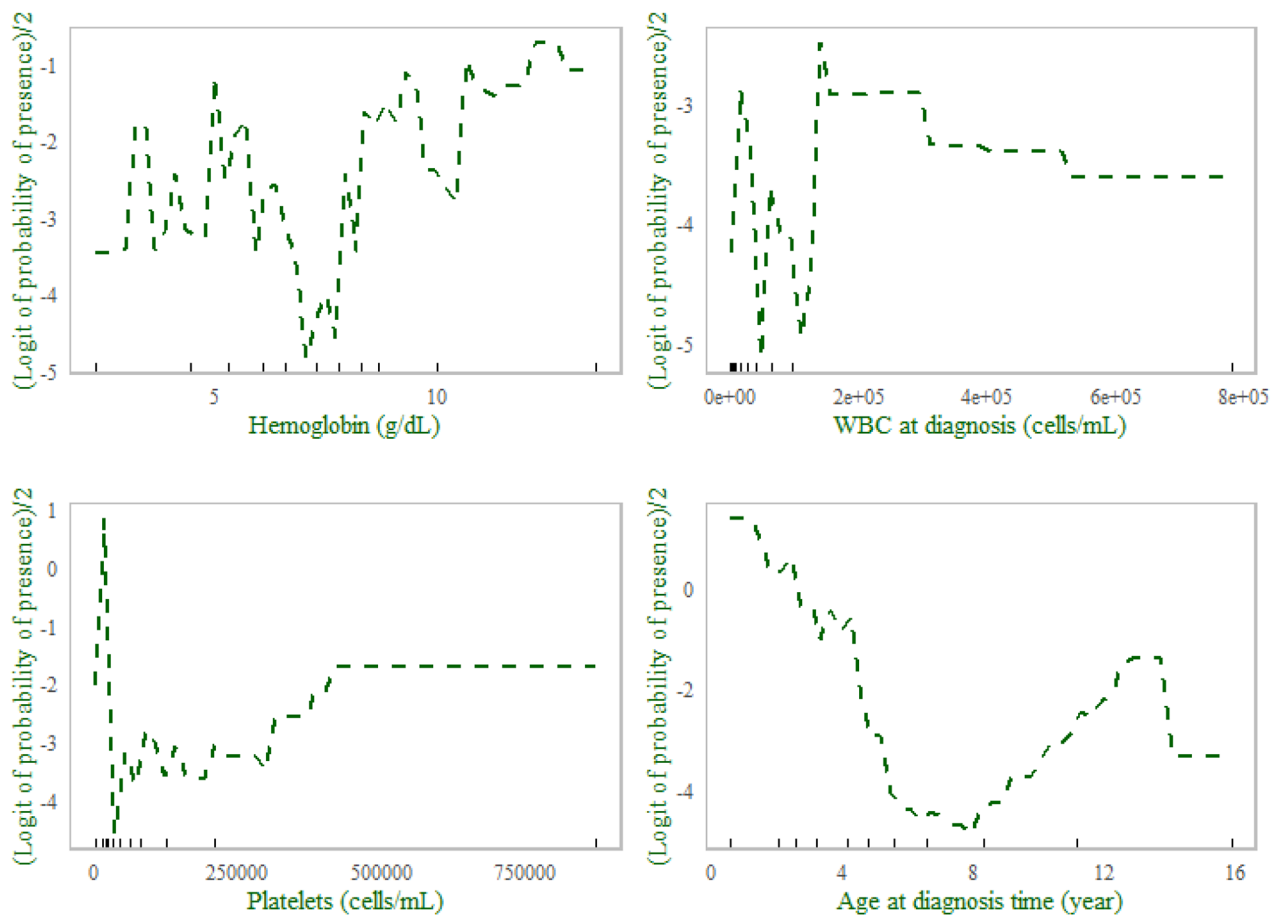 (Logit of probability of presence)/2
-1
-2
-3
-4
-5
5 10
Hemoglobin (g/dL)
(Logit of probability of presence)/2
-3
-4
-5
0e+00 2e+05 4e+05 6e+05 8e+05
WBC at diagnosis (cells/mL)
(Logit of probability of presence)/2
1
0
-1
-2
-3
-4
0 250000 500000 750000
Platelets (cells/mL)
(Logit of probability of presence)/2
0
-2
-4
0 4 8 12 16
Age at diagnosis time (year)